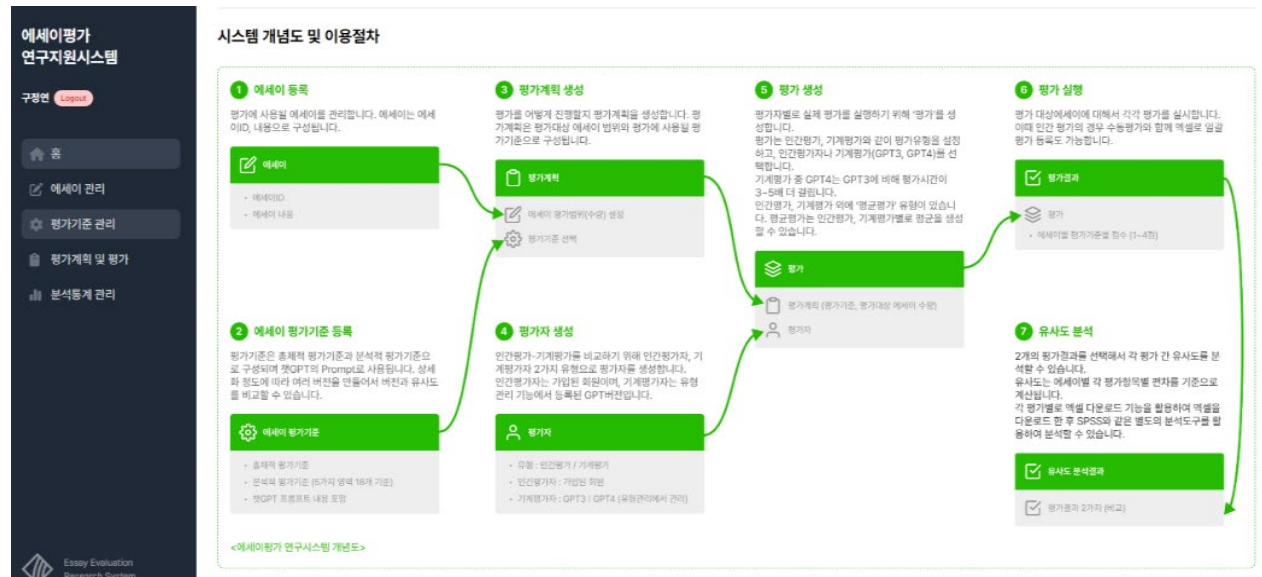 에세이평가
연구지원시스템
구정연 Logout
홈
에세이 관리
평가기준 관리
평가계획 및 평가
분석통계 관리
Essay Evaluation
Research System
시스템 개념도 및 이용절차
1 에세이 등록
평가에 사용될 에세이를 관리합니다. 에세이는 에세
이ID, 내용으로 구성됩니다.
에세이
• 에세이ID
• 에세이 내용
2 에세이 평가기준 등록
평가기준은 총체적 평가기준과 분석적 평가기준으
로 구성되며 챗GPT의 Prompt로 사용됩니다. 상세
화 정도에 따라 여러 버전을 만들어서 버전과 유사도
를 비교할 수 있습니다.
에세이 평가기준
• 총체적 평가기준
• 분석적 평가기준 (5가지 영역 18개 기준)
• 챗GPT 프롬프트 내용 포함
3 평가계획 생성
평가를 어떻게 진행할지 평가계획을 생성합니다. 평
가계획은 평가대상 에세이 범위와 평가에 사용될 평
가기준으로 구성됩니다.
평가계획
에세이 평가범위(수량) 설정
평가기준 선택
4 평가자 생성
인간평가-기계평가를 비교하기 위해 인간평가자, 기
계평가자 2가지 유형으로 평가자를 생성합니다.
인간평가자는 가입된 회원이며, 기계평가자는 유형
관리 기능에서 등록된 GPT버전입니다.
평가자
• 유형 : 인간평가 / 기계평가
• 인간평가자 : 가입된 회원
• 기계평가자 : GPT3 | GPT4 (유형관리에서 관리)
5 평가 생성
평가자별로 실제 평가를 실행하기 위해 '평가'를 생
성합니다.
평가는 인간평가, 기계평가와 같이 평가유형을 설정
하고, 인간평가자나 기계평가(GPT3, GPT4)를 선
택합니다.
기계평가 중 GPT4는 GPT3에 비해 평가시간이
3~5배 더 걸립니다.
인간평가, 기계평가 외에 '평균평가' 유형이 있습니
다. 평균평가는 인간평가, 기계평가별로 평균을 생성
할 수 있습니다.
평가
평가계획 (평가기준, 평가대상 에세이 수량)
평가자
6 평가 실행
평가 대상에세이에 대해서 각각 평가를 실시합니다.
이때 인간 평가의 경우 수동평가와 함께 엑셀로 일괄
평가 등록도 가능합니다.
평가결과
평가
• 에세이별 평가기준별 점수 (1~4점)
7 유사도 분석
2개의 평가결과를 선택해서 각 평가 간 유사도를 분
석할 수 있습니다.
유사도는 에세이별 각 평가항목별 편차를 기준으로
계산됩니다.
각 평가별로 엑셀 다운로드 기능을 활용하여 엑셀을
다운로드 한 후 SPSS와 같은 별도의 분석도구를 활
용하여 분석할 수 있습니다.
유사도 분석결과
평가결과 2가지 (비교)
<에세이평가 연구시스템 개념도>